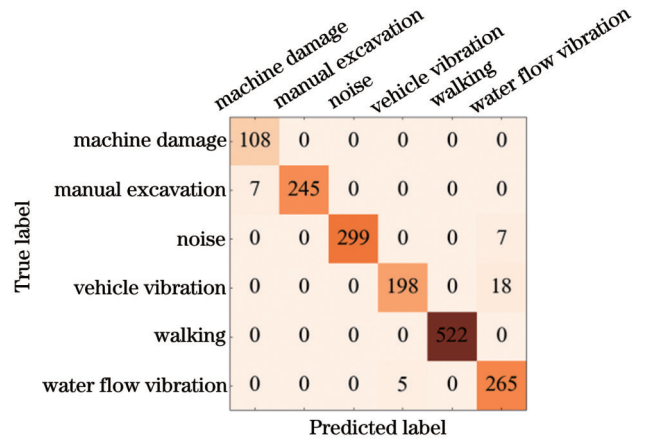 machine damage
manual excavation
noise
vehicle vibration
walking
water flow vibration
True label
machine damage 108 0 0 0 0 0
manual excavation 7 245 0 0 0 0
noise 0 0 299 0 0 7
vehicle vibration 0 0 0 198 0 18
walking 0 0 0 0 522 0
water flow vibration 0 0 0 5 0 265
Predicted label